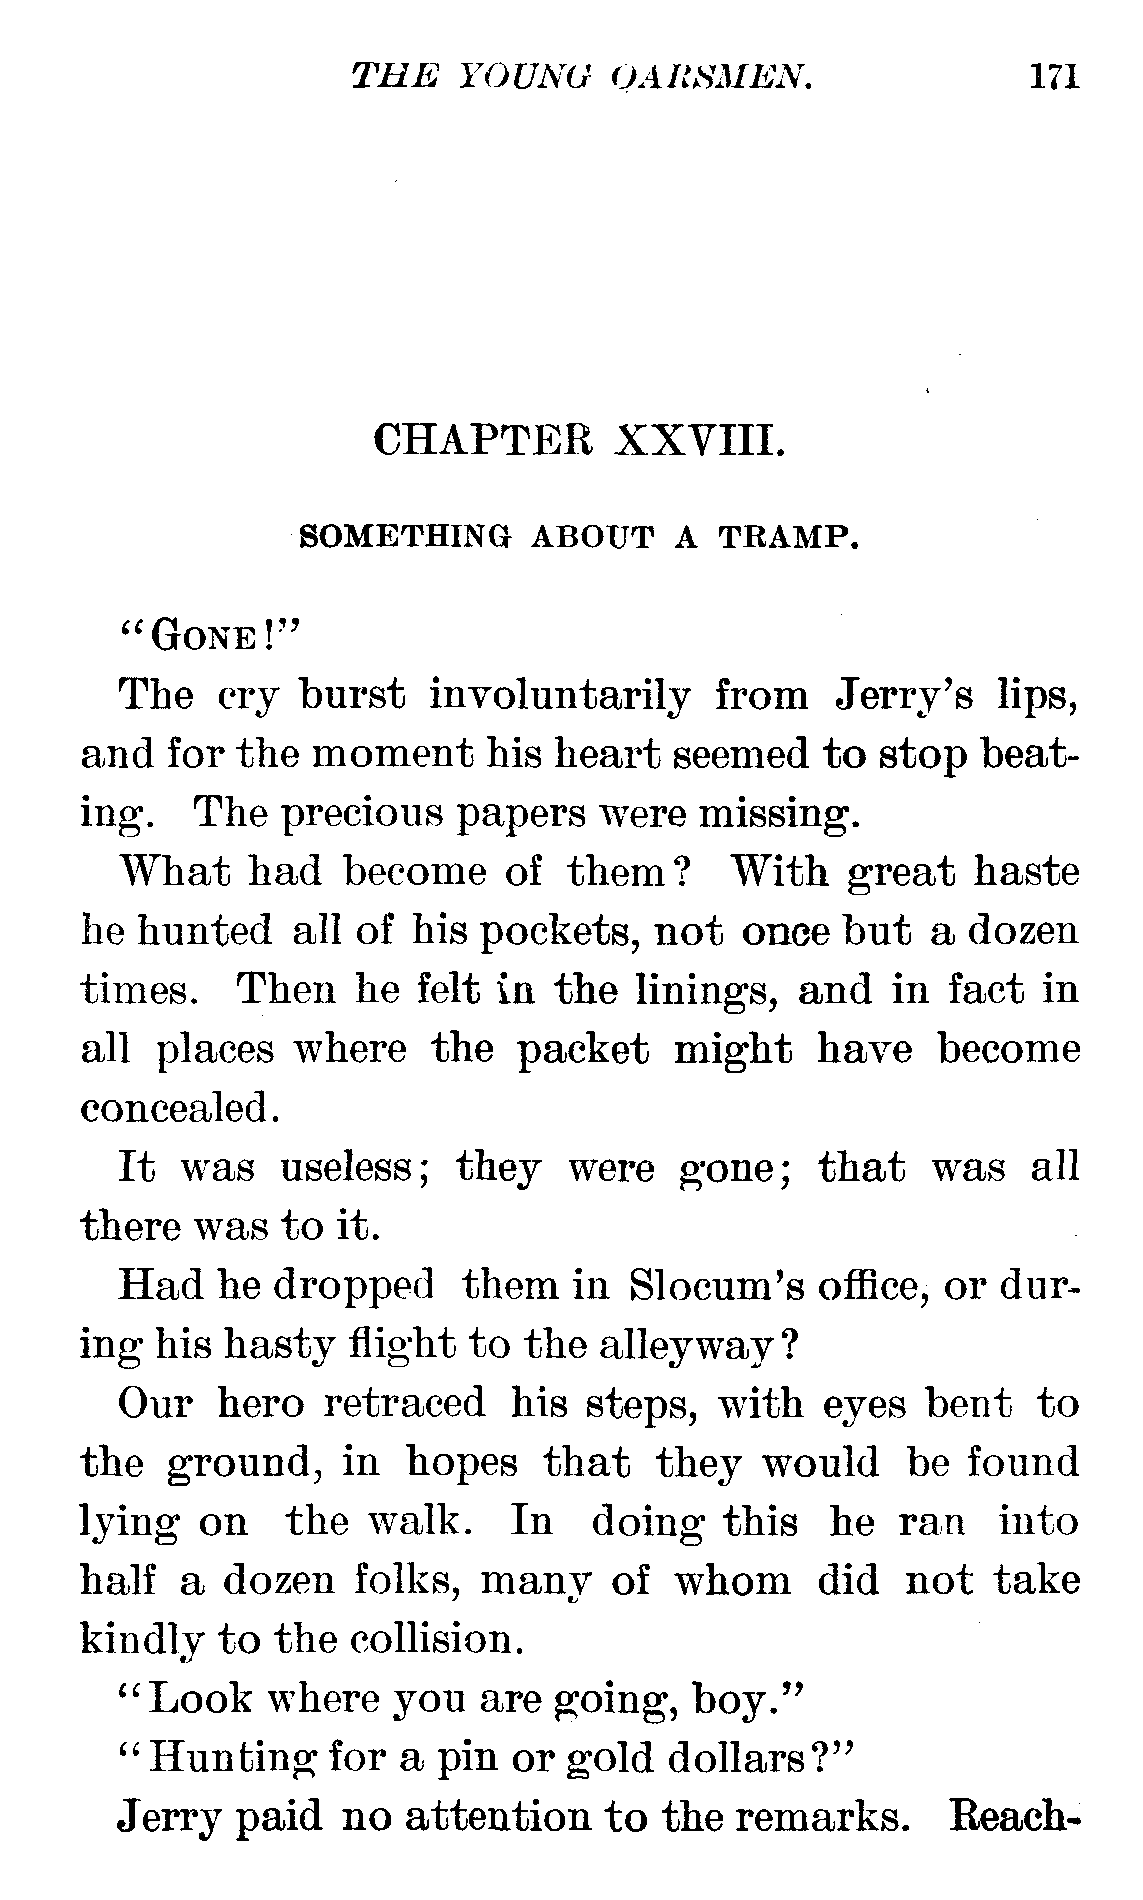 THE YOUNG OARSMEN. 171
CHAPTER XXVIII.
SOMETHING ABOUT A TRAMP.
“GONE!”
The cry burst involuntarily from Jerry’s lips,
and for the moment his heart seemed to stop beat-
ing. The precious papers were missing.
What had become of them? With great haste
he hunted all of his pockets, not once but a dozen
times. Then he felt in the linings, and in fact in
all places where the packet might have become
concealed.
It was useless; they were gone; that was all
there was to it.
Had he dropped them in Slocum’s office, or dur-
ing his hasty flight to the alleyway?
Our hero retraced his steps, with eyes bent to
the ground, in hopes that they would be found
lying on the walk. In doing this he ran into
half a dozen folks, many of whom did not take
kindly to the collision.
“Look where you are going, boy.”
“Hunting for a pin or gold dollars?”
Jerry paid no attention to the remarks. Reach-